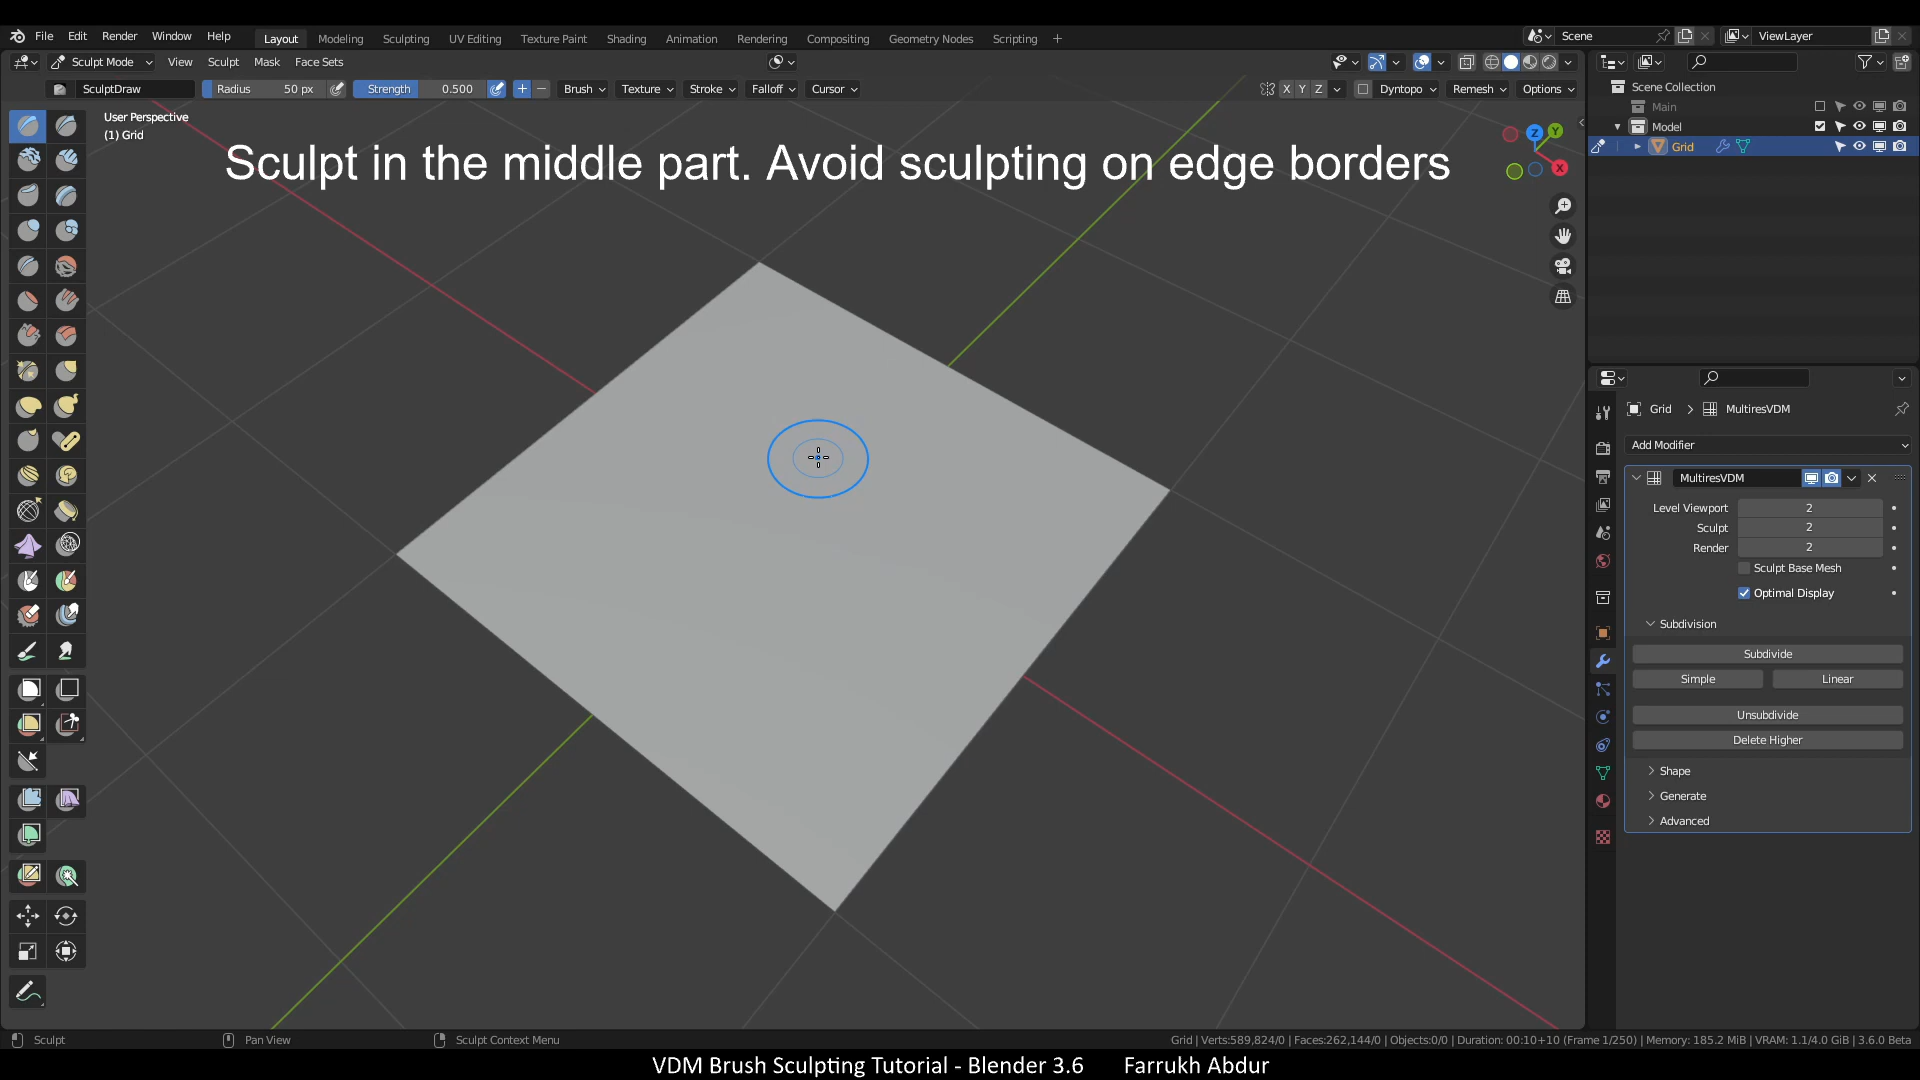 File Edit Render Window Help Layout Modeling Sculpting UV Editing Texture Paint Shading Animation Rendering Compositing Geometry Nodes Scripting + Scene ViewLayer
Sculpt Mode View Sculpt Mask Face Sets
SculptDraw Radius 50 px Strength 0.500 Brush Texture Stroke Falloff Cursor X Y Z Dyntopo Remesh Options
User Perspective
(1) Grid
Sculpt in the middle part. Avoid sculpting on edge borders
Z Y
X
Scene Collection
Main
Model
Grid
Grid MultiresVDM
Add Modifier
MultiresVDM
Level Viewport 2
Sculpt 2
Render 2
Sculpt Base Mesh
Optimal Display
Subdivision
Subdivide
Simple Linear
Unsubdivide
Delete Higher
Shape
Generate
Advanced
Sculpt Pan View Sculpt Context Menu Grid | Verts:589,824/0 | Faces:262,144/0 | Objects:0/0 | Duration: 00:10+10 (Frame 1/250) | Memory: 185.2 MiB | VRAM: 1.1/4.0 GiB | 3.6.0 Beta
VDM Brush Sculpting Tutorial - Blender 3.6 Farrukh Abdur